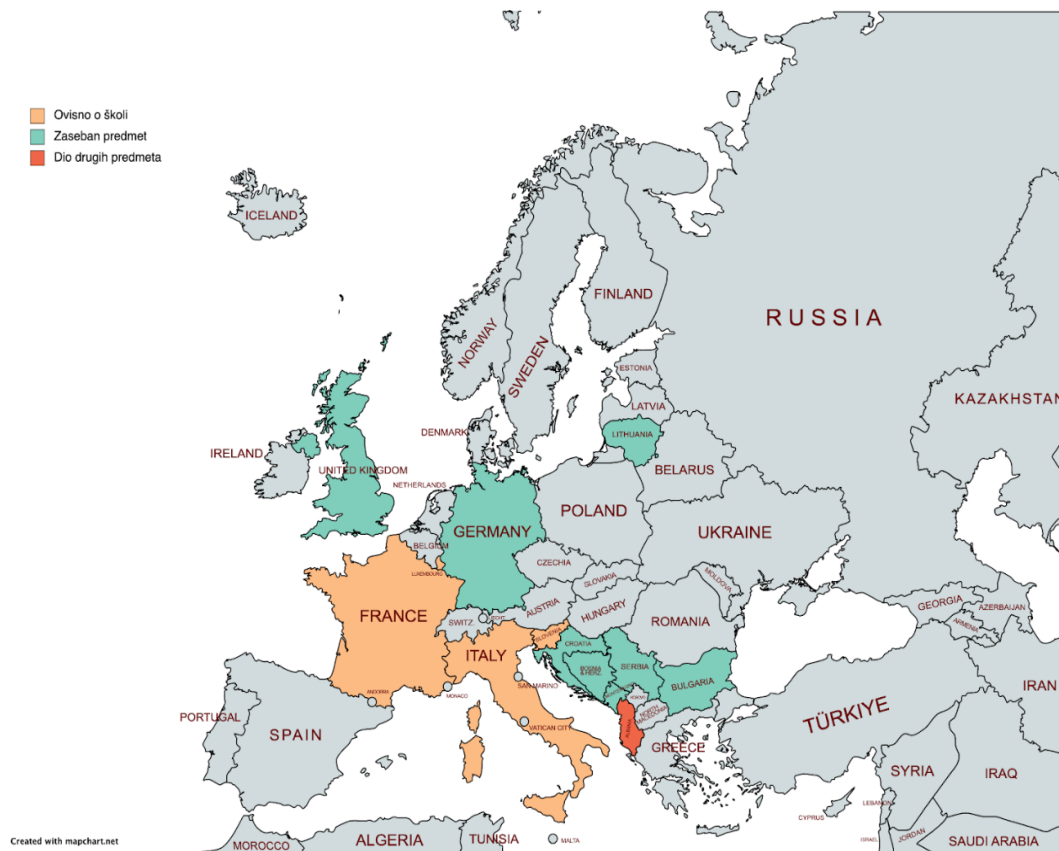 Ovisno o školi
Zaseban predmet
Dio drugih predmeta
ICELAND
FINLAND
RUSSIA
NORWAY
SWEDEN
ESTONIA
KAZAKHSTAN
LATVIA
DENMARK
LITHUANIA
IRELAND
UNITED KINGDOM
BELARUS
NETHERLANDS
POLAND
GERMANY
UKRAINE
BELGIUM
CZECHIA
LUXEMBOURG
SLOVAKIA
MOLDOVA
AUSTRIA
HUNGARY
FRANCE
SWITZ.
LIECHT.
ROMANIA
GEORGIA
AZERBAIJAN
ARMENIA
SLOVENIA
CROATIA
ITALY
BOSNIA
& HERZ.
SERBIA
BULGARIA
SAN MARINO
MONACO
ANDORRA
KOSOVO
NORTH
MACEDONIA
ALBANIA
VATICAN CITY
IRAN
PORTUGAL
SPAIN
TÜRKIYE
GREECE
SYRIA
IRAQ
LEBANON
CYPRUS
ISRAEL
JORDAN
SAUDI ARABIA
Created with mapchart.net
MOROCCO
ALGERIA
TUNISIA
MALTA